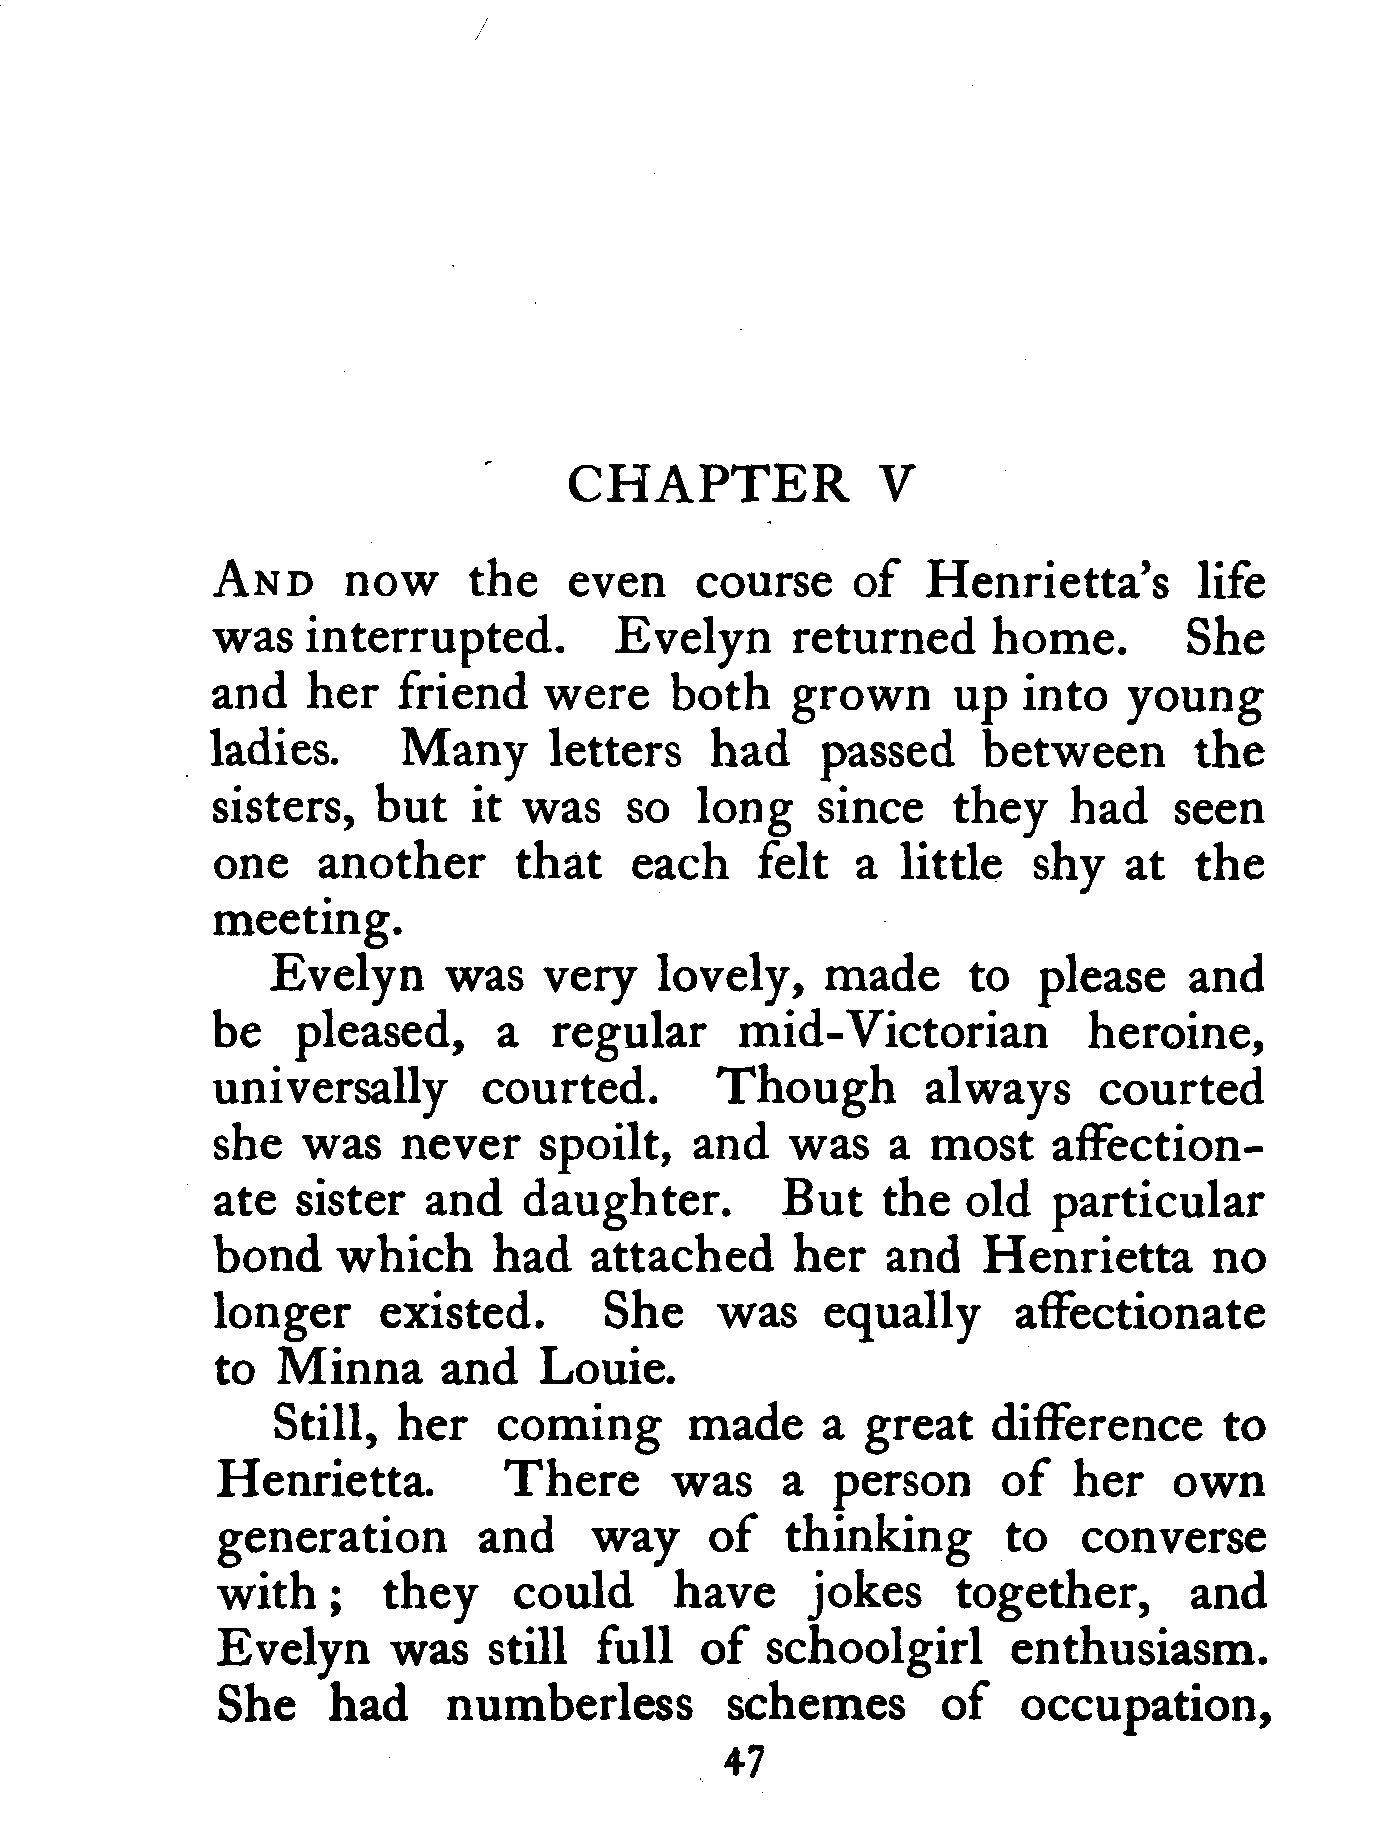 CHAPTER V
AND now the even course of Henrietta's life
was interrupted. Evelyn returned home. She
and her friend were both grown up into young
ladies. Many letters had passed between the
sisters, but it was so long since they had seen
one another that each felt a little shy at the
meeting.
Evelyn was very lovely, made to please and
be pleased, a regular mid-Victorian heroine,
universally courted. Though always courted
she was never spoilt, and was a most affection-
ate sister and daughter. But the old particular
bond which had attached her and Henrietta no
longer existed. She was equally affectionate
to Minna and Louie.
Still, her coming made a great difference to
Henrietta. There was a person of her own
generation and way of thinking to converse
with ; they could have jokes together, and
Evelyn was still full of schoolgirl enthusiasm.
She had numberless schemes of occupation,
47